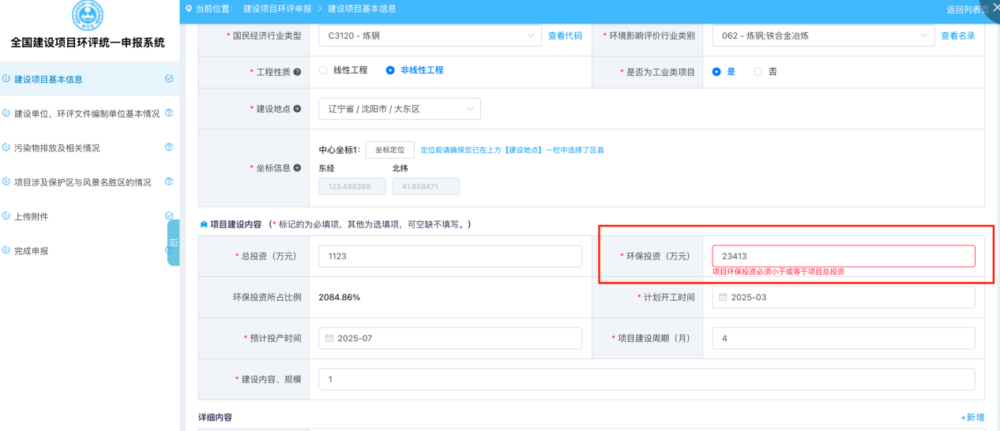 当前位置： 建设项目环评申报 > 建设项目基本信息
返回列表页
MEE
全国建设项目环评统一申报系统
1 建设项目基本信息
2 建设单位，环评文件编制单位基本情况
3 污染物排放及相关情况
4 项目涉及保护区与风景名胜区的情况
5 上传附件
6 完成申报
* 国民经济行业类型 C3120 - 炼钢 查看代码 * 环境影响评价行业类别 062 - 炼钢;铁合金冶炼 查看名录
* 工程性质 线性工程 非线性工程 * 是否为工业类项目 是 否
* 建设地点 辽宁省 / 沈阳市 / 大东区
* 坐标信息 中心坐标1: 坐标定位 定位前请确保您已在上方【建设地点】一栏中选择了区县
东经 北纬
123.488388 41.858471
项目建设内容 （* 标记的为必填项，其他为选填项，可空缺不填写。）
* 总投资（万元） 1123 * 环保投资（万元） 23413
项目环保投资必须小于或等于项目总投资
环保投资所占比例 2084.86% * 计划开工时间 2025-03
* 预计投产时间 2025-07 * 项目建设周期（月） 4
* 建设内容、规模 1
详细内容 +新增